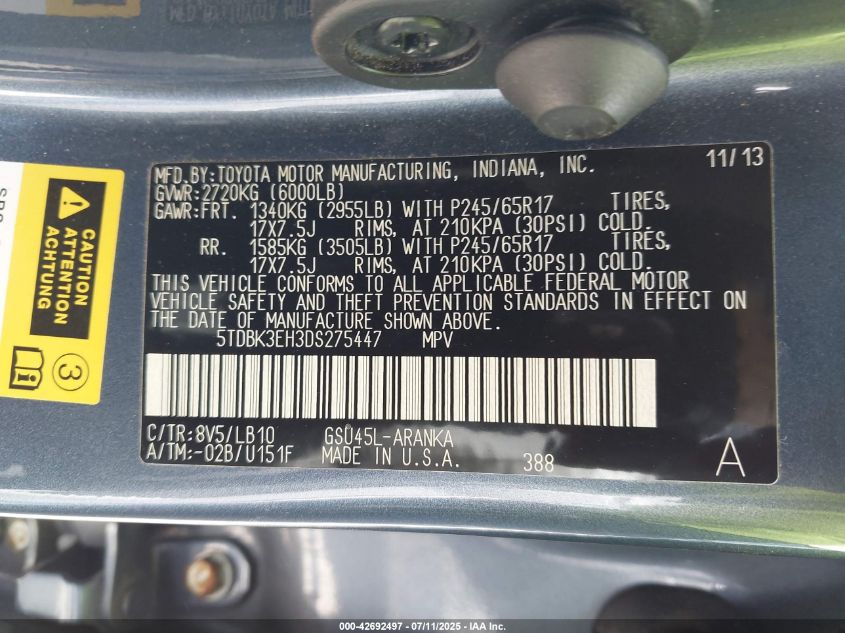 MFD.BY:TOYOTA MOTOR MANUFACTURING, INDIANA, INC. 11/13
GVWR:2720KG (6000LB)
GAWR:FRT. 1340KG (2955LB) WITH P245/65R17 TIRES,
17X7.5J RIMS, AT 210KPA (30PSI) COLD.
RR. 1585KG (3505LB) WITH P245/65R17 TIRES,
17X7.5J RIMS, AT 210KPA (30PSI) COLD.
THIS VEHICLE CONFORMS TO ALL APPLICABLE FEDERAL MOTOR
VEHICLE SAFETY AND THEFT PREVENTION STANDARDS IN EFFECT ON
THE DATE OF MANUFACTURE SHOWN ABOVE.
5TDBK3EH3DS275447 MPV
C/TR:8V5/LB10 GSU45L-ARANKA
A/TM:-02B/U151F MADE IN U.S.A. 388 A
CAUTION
ATTENTION
ACHTUNG
3
000-42692497 - 07/11/2025 - IAA Inc.